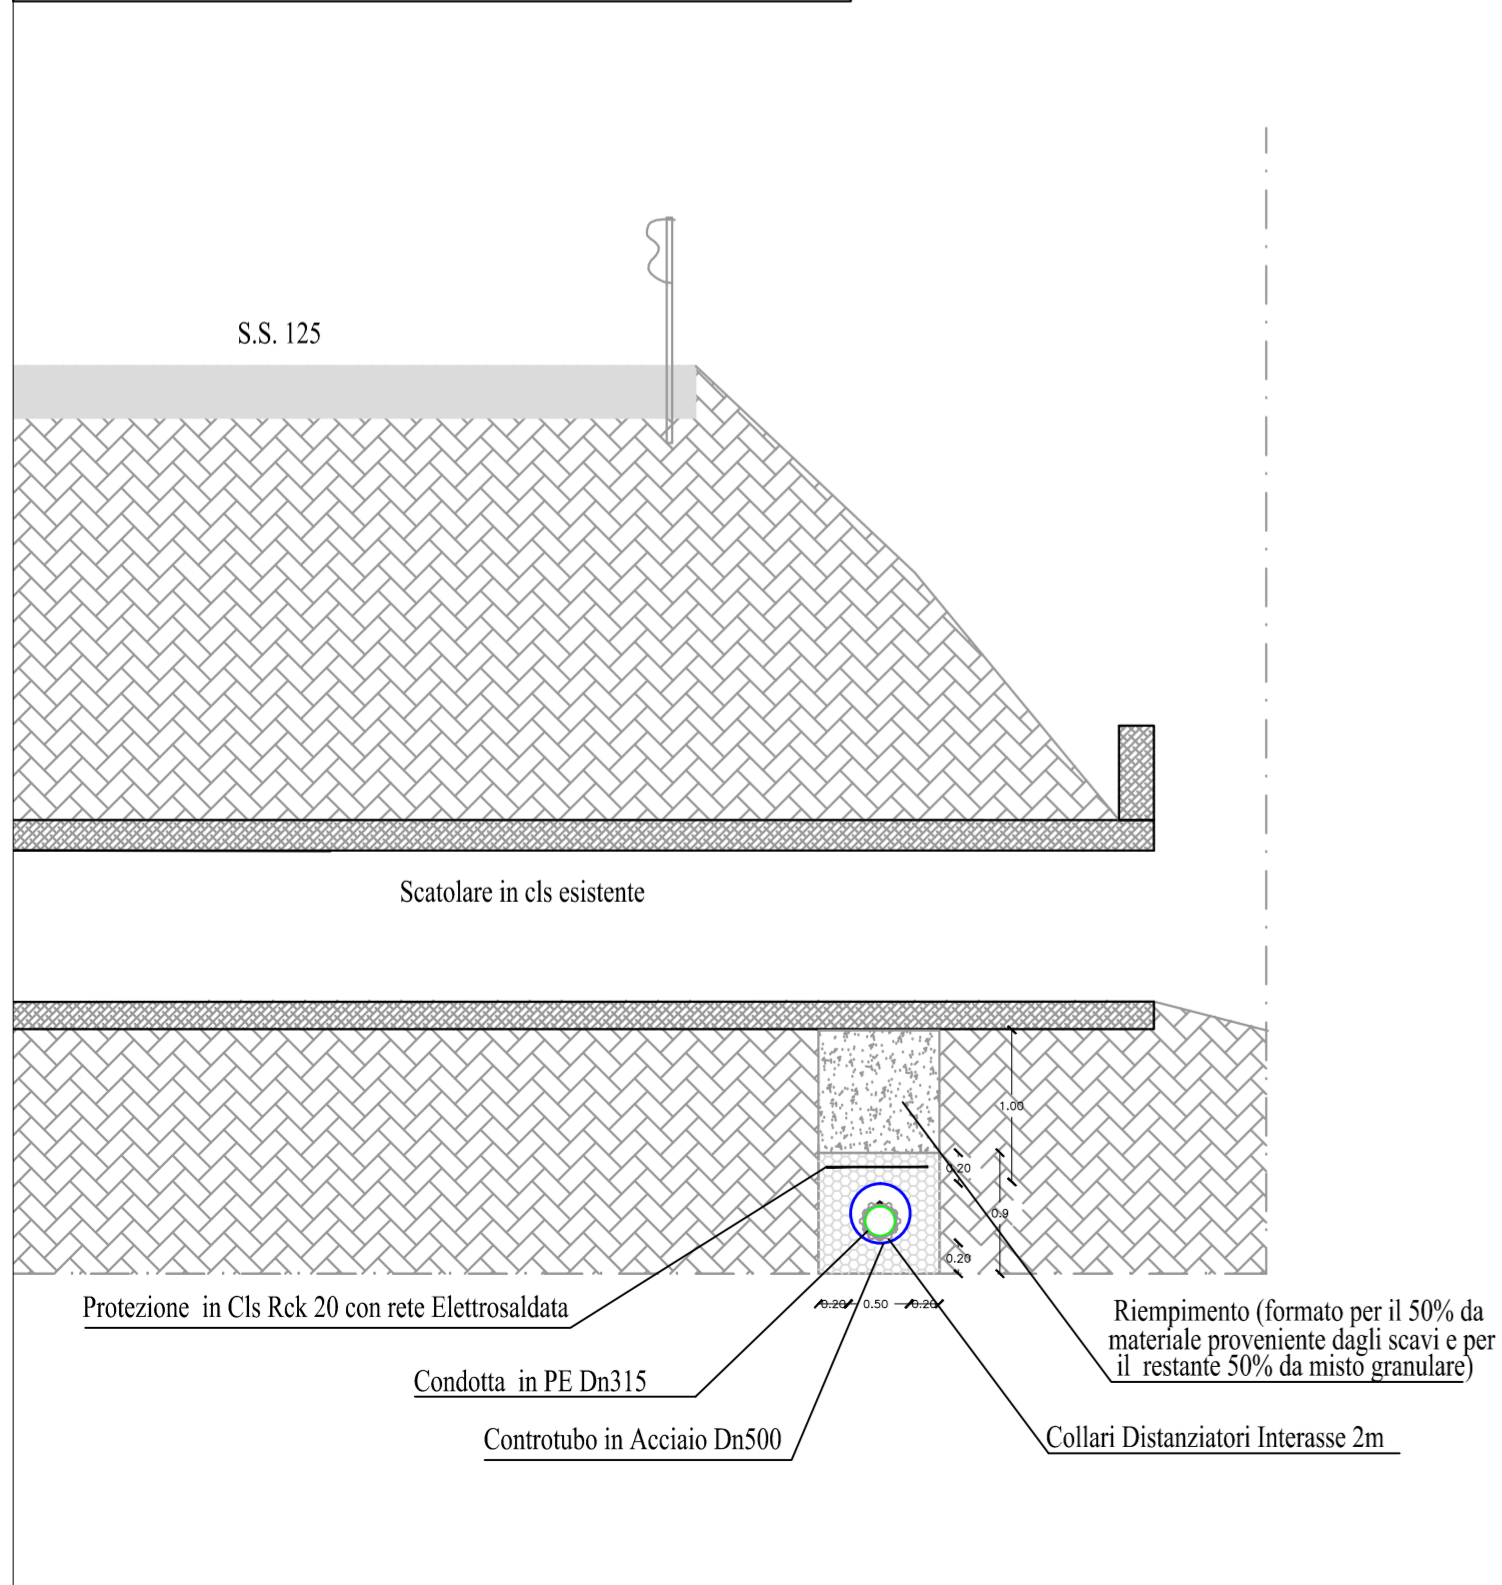 S.S. 125
Scatolare in cls esistente
1.00
0.20
0.9
0.20
0.20 0.50 0.20
Protezione in Cls Rck 20 con rete Elettrosaldata
Riempimento (formato per il 50% da
materiale proveniente dagli scavi e per
il restante 50% da misto granulare)
Condotta in PE Dn315
Controtubo in Acciaio Dn500
Collari Distanziatori Interasse 2m